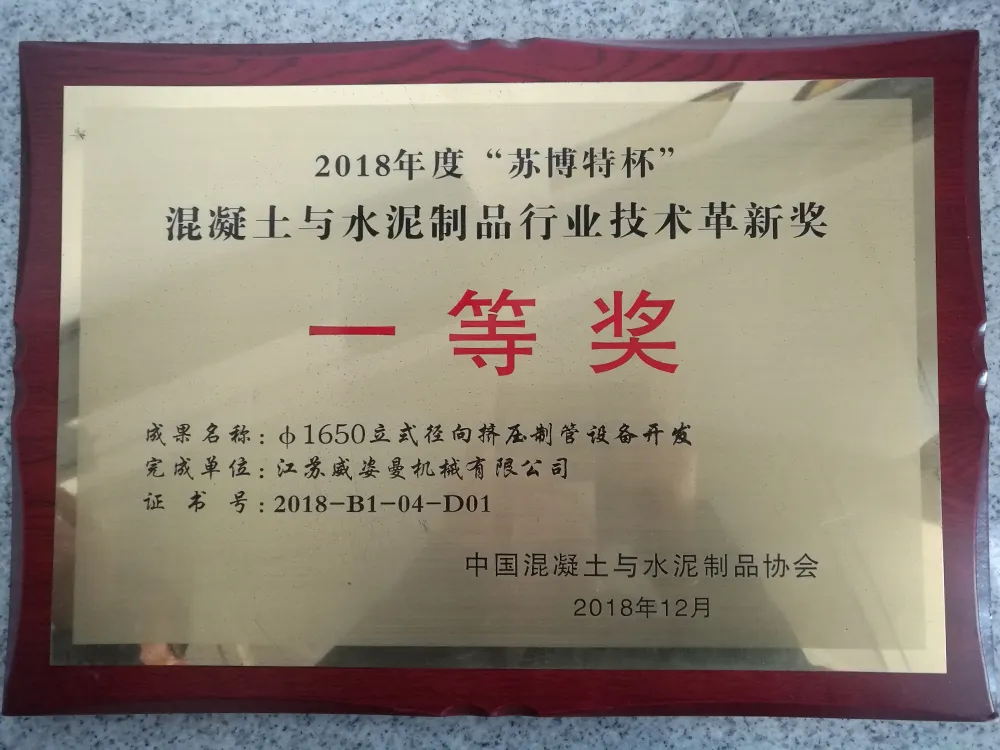 2018年度“苏博特杯”
混凝土与水泥制品行业技术革新奖
一等奖
成果名称：φ1650立式径向挤压制管设备开发
完成单位：江苏威姿曼机械有限公司
证书号：2018-B1-04-D01
中国混凝土与水泥制品协会
2018年12月